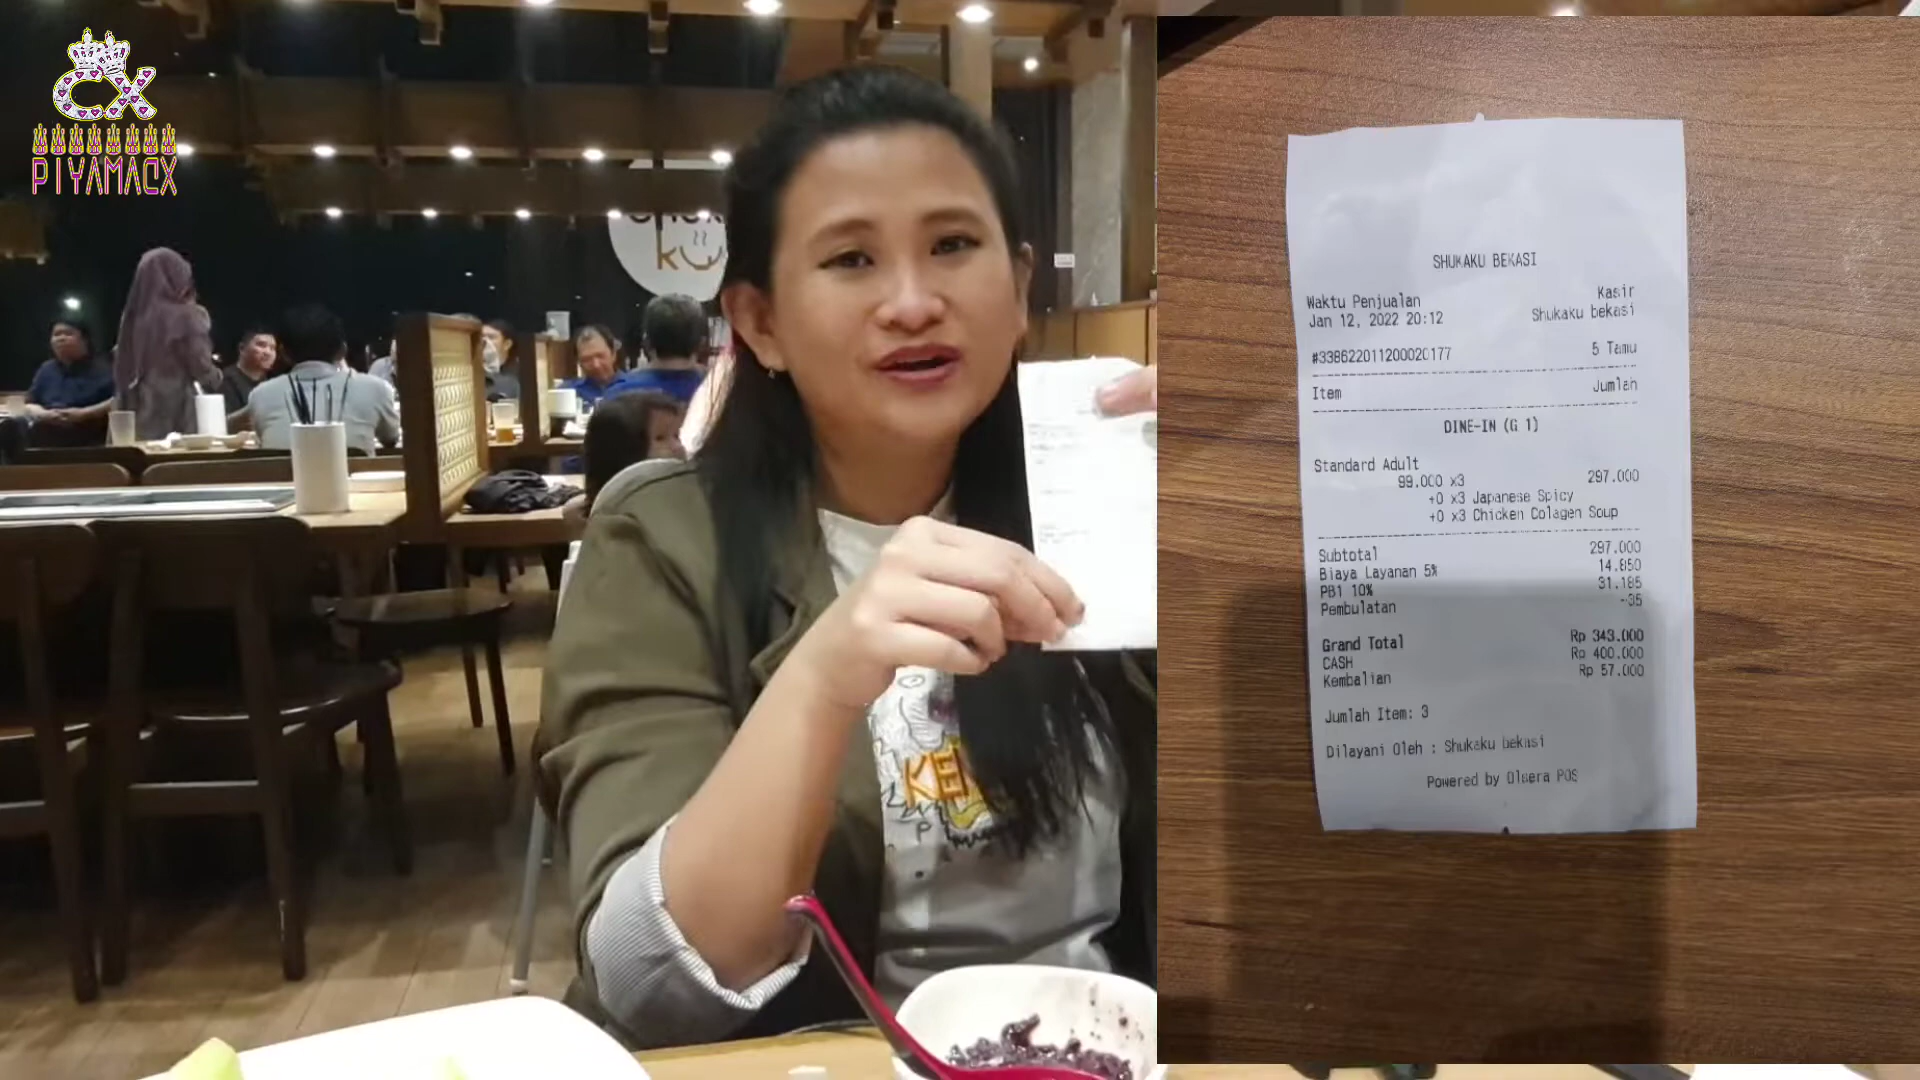 CX
PIYAMACX
KU
KE
P
SHUKAKU BEKASI
Waktu Penjualan Kasir
Jan 12, 2022 20:12 Shukaku bekasi
#338622011200020177 5 Tamu
Item Jumlah
DINE-IN (G 1)
Standard Adult
99.000 x3 297.000
+0 x3 Japanese Spicy
+0 x3 Chicken Colagen Soup
Subtotal 297.000
Biaya Layanan 5% 14.850
PB1 10% 31.185
Pembulatan -35
Grand Total Rp 343.000
CASH Rp 400.000
Kembalian Rp 57.000
Jumlah Item: 3
Dilayani Oleh : Shukaku bekasi
Powered by Olsera POS